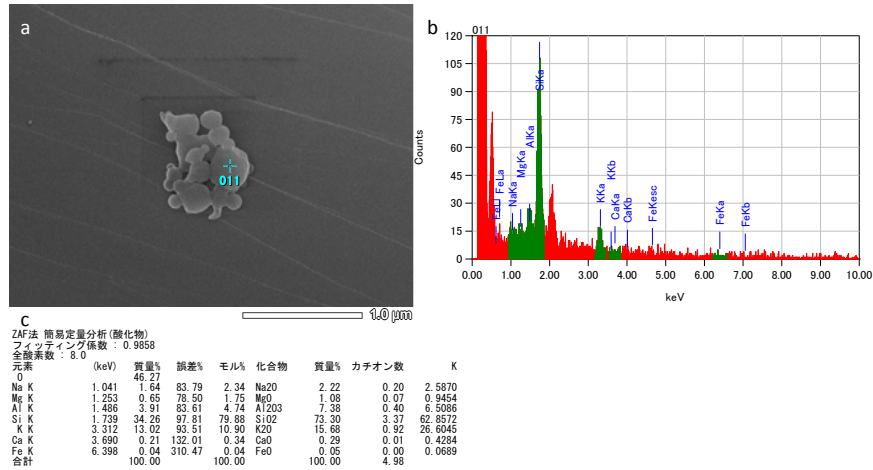 a
011
1.0 μm
b
011
120
105
90
75
60
45
30
15
0
Counts
FeLl
FeLa
NaKa
MgKa
AlKa
SiKa
KKa
KKb
CaKa
CaKb
FeKesc
FeKa
FeKb
0.00 1.00 2.00 3.00 4.00 5.00 6.00 7.00 8.00 9.00 10.00
keV
c
ZAF法 簡易定量分析(酸化物)
フィッティング係数 : 0.9858
全酸素数 : 8.0
元素 (keV) 質量% 誤差% モル% 化合物 質量% カチオン数 K
O 46.27
Na K 1.041 1.64 83.79 2.34 Na2O 2.22 0.20 2.5870
Mg K 1.253 0.65 78.50 1.75 MgO 1.08 0.07 0.9454
Al K 1.486 3.91 83.61 4.74 Al2O3 7.38 0.40 6.5086
Si K 1.739 34.26 97.81 79.88 SiO2 73.30 3.37 62.8572
K K 3.312 13.02 93.51 10.90 K2O 15.68 0.92 26.6045
Ca K 3.690 0.21 132.01 0.34 CaO 0.29 0.01 0.4284
Fe K 6.398 0.04 310.47 0.04 FeO 0.05 0.00 0.0689
合計 100.00 100.00 100.00 4.98